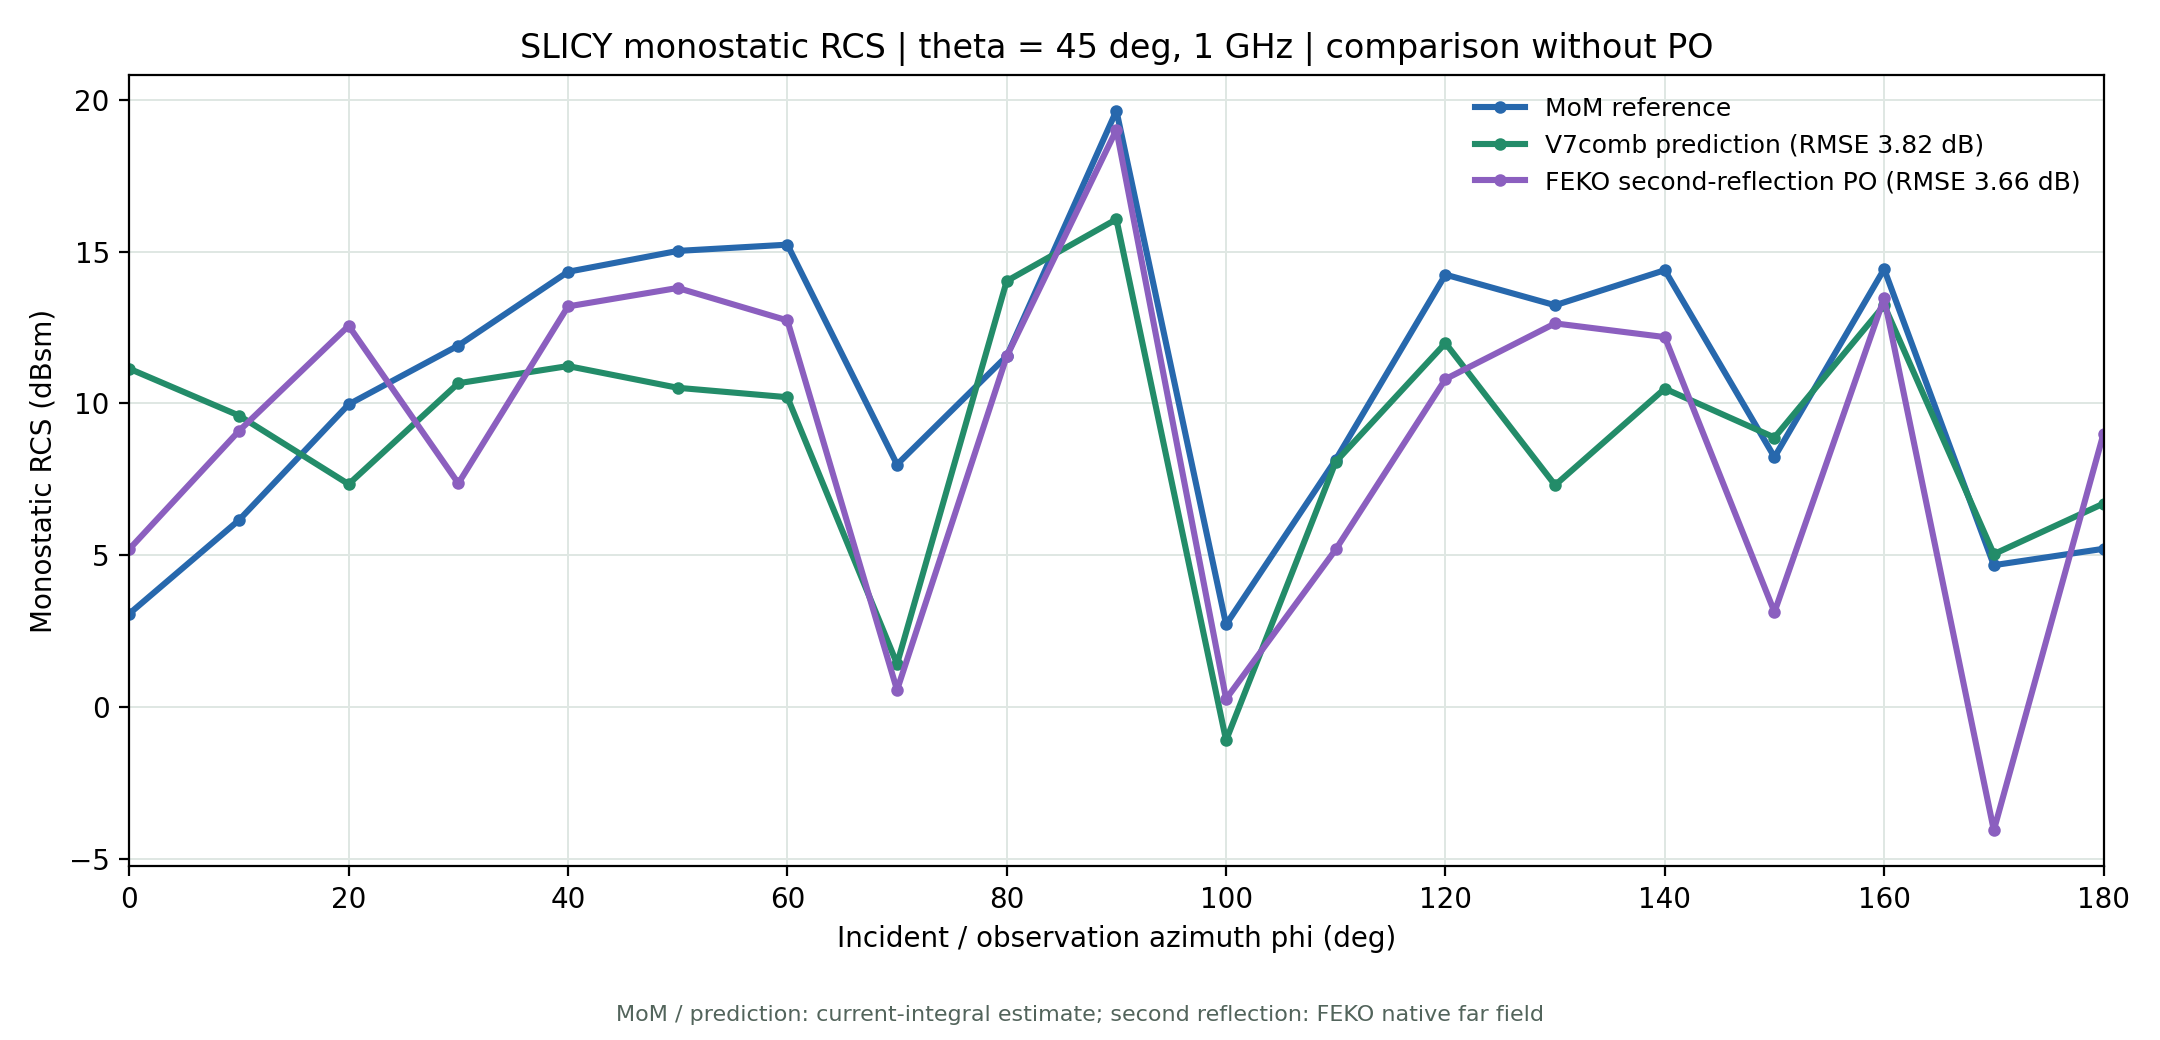 SLICY monostatic RCS | theta = 45 deg, 1 GHz | comparison without PO
MoM reference
V7comb prediction (RMSE 3.82 dB)
FEKO second-reflection PO (RMSE 3.66 dB)
Monostatic RCS (dBsm)
20
15
10
5
0
−5
0 20 40 60 80 100 120 140 160 180
Incident / observation azimuth phi (deg)
MoM / prediction: current-integral estimate; second reflection: FEKO native far field